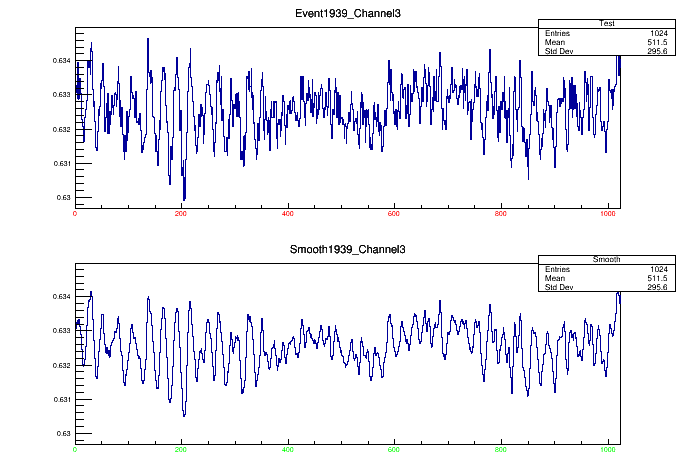 Event1939_Channel3
Test
Entries 1024
Mean 511.5
Std Dev 295.6
0.634
0.633
0.632
0.631
0.63
0 200 400 600 800 1000
Smooth1939_Channel3
Smooth
Entries 1024
Mean 511.5
Std Dev 295.6
0.634
0.633
0.632
0.631
0.63
0 200 400 600 800 1000